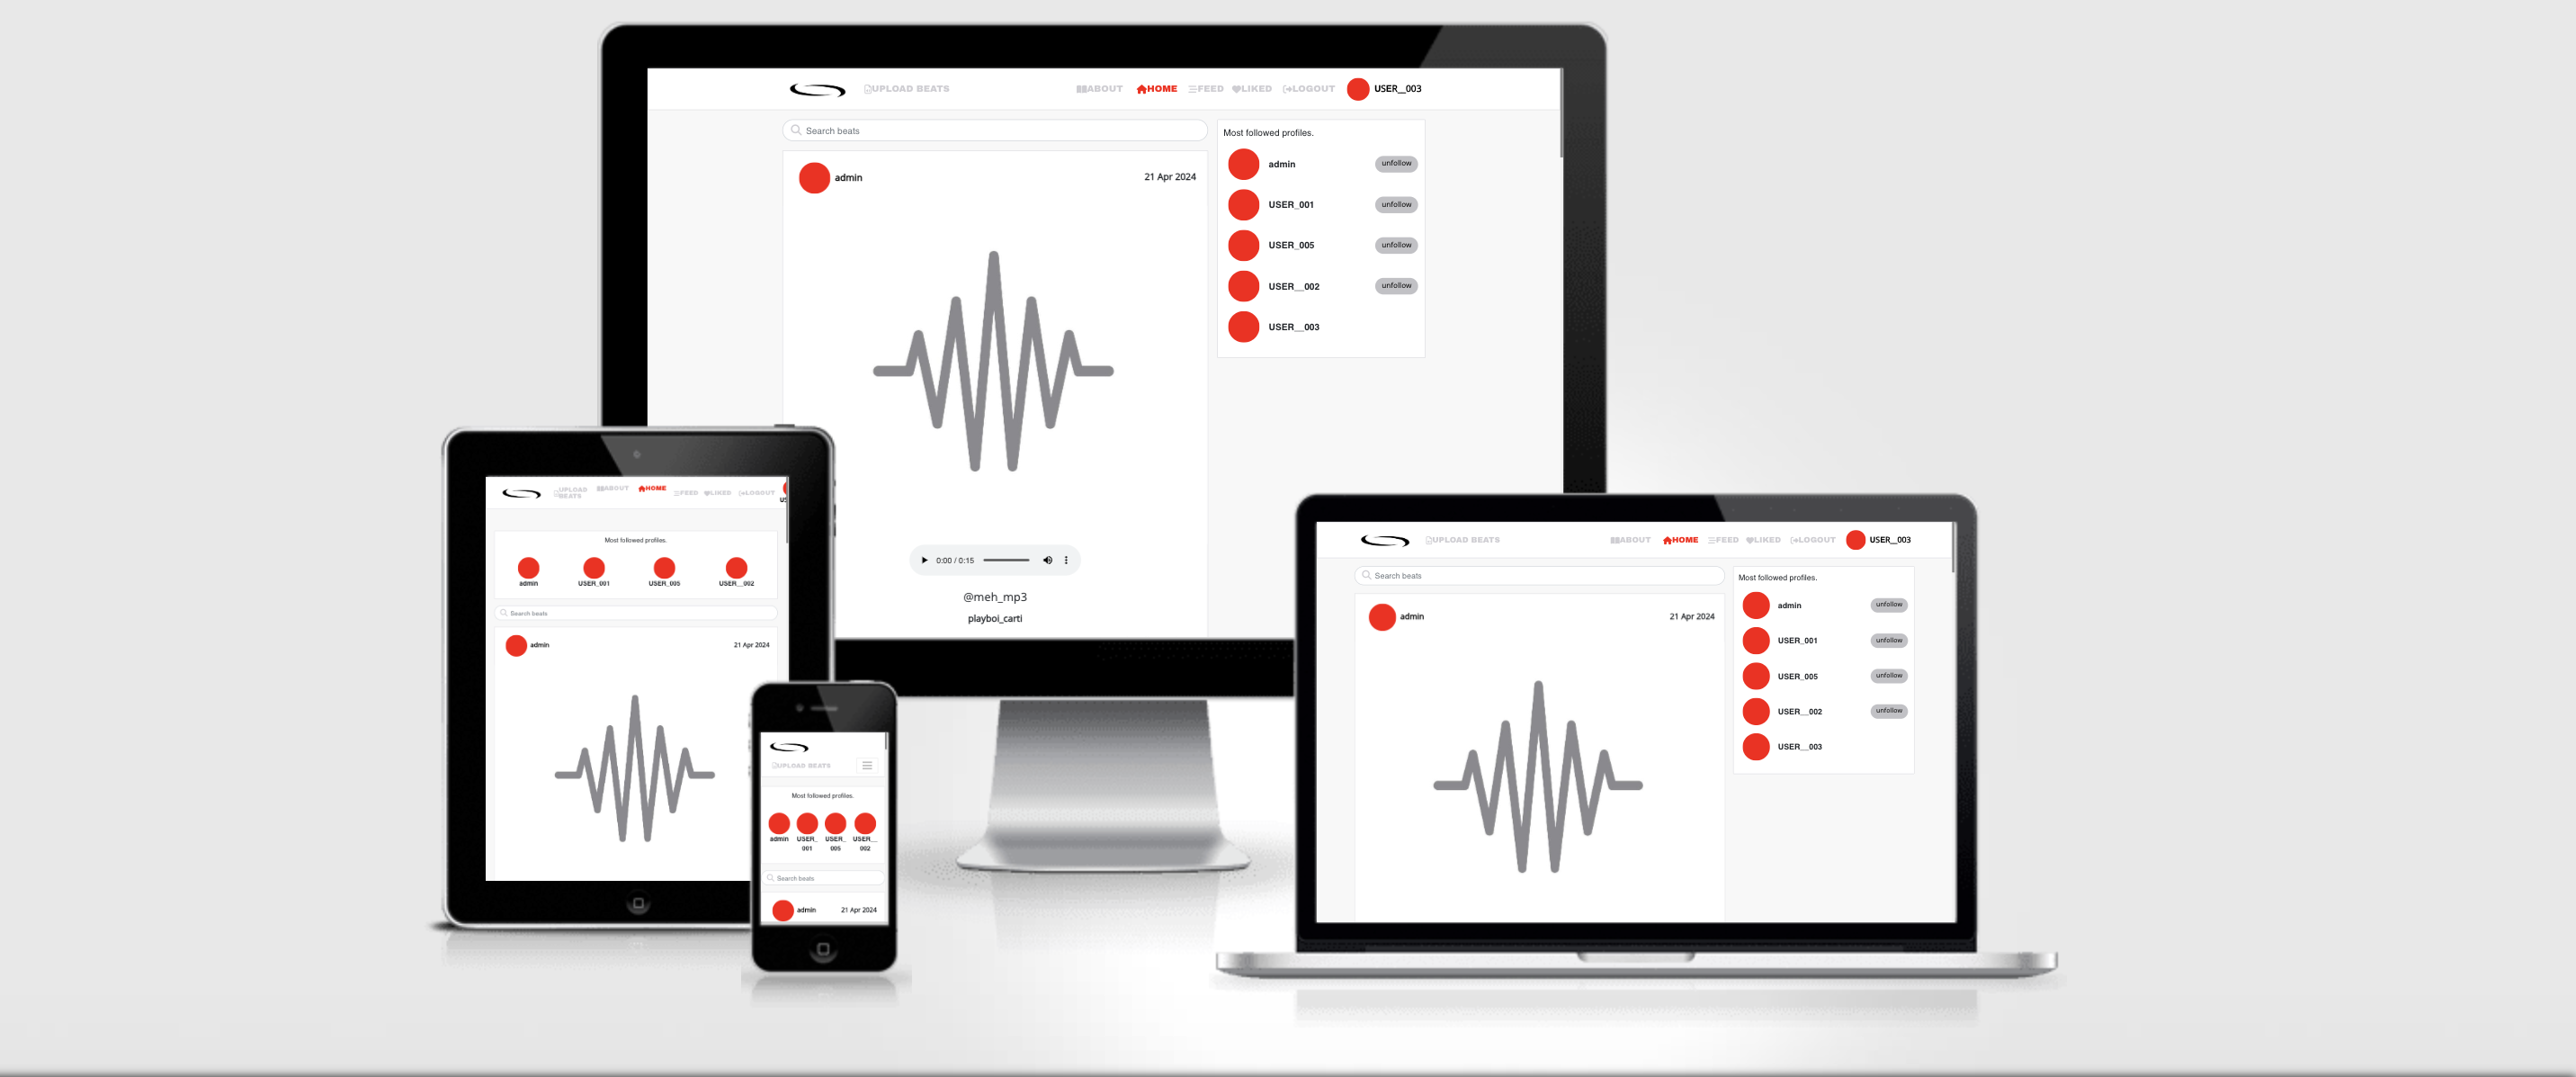 UPLOAD BEATS
ABOUT HOME FEED LIKED LOGOUT USER__003
Search beats
Most followed profiles.
admin unfollow
USER_001 unfollow
USER_005 unfollow
USER__002 unfollow
USER__003
admin 21 Apr 2024
0:00 / 0:15
@meh_mp3
playboi_carti
UPLOAD
BEATS
ABOUT HOME FEED LIKED LOGOUT
US
Most followed profiles.
admin USER_001 USER_005 USER__002
Search beats
admin 21 Apr 2024
UPLOAD BEATS
Most followed profiles.
admin USER_ USER_ USER__
001 005 002
Search beats
admin 21 Apr 2024
UPLOAD BEATS
ABOUT HOME FEED LIKED LOGOUT USER__003
Search beats
Most followed profiles.
admin unfollow
USER_001 unfollow
USER_005 unfollow
USER__002 unfollow
USER__003
admin 21 Apr 2024